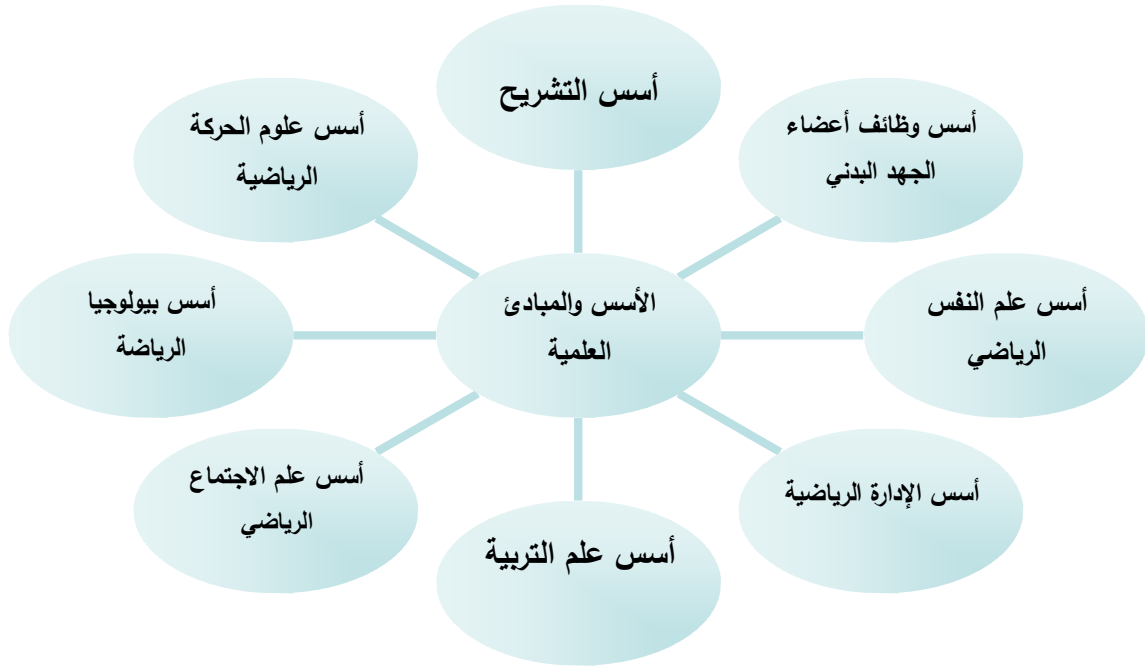 أسس التشريح
أسس وظائف أعضاء
الجهد البدني
أسس علم النفس
الرياضي
أسس الإدارة الرياضية
أسس علم التربية
أسس علم الاجتماع
الرياضي
أسس بيولوجيا
الرياضة
أسس علوم الحركة
الرياضية
الأسس والمبادئ
العلمية